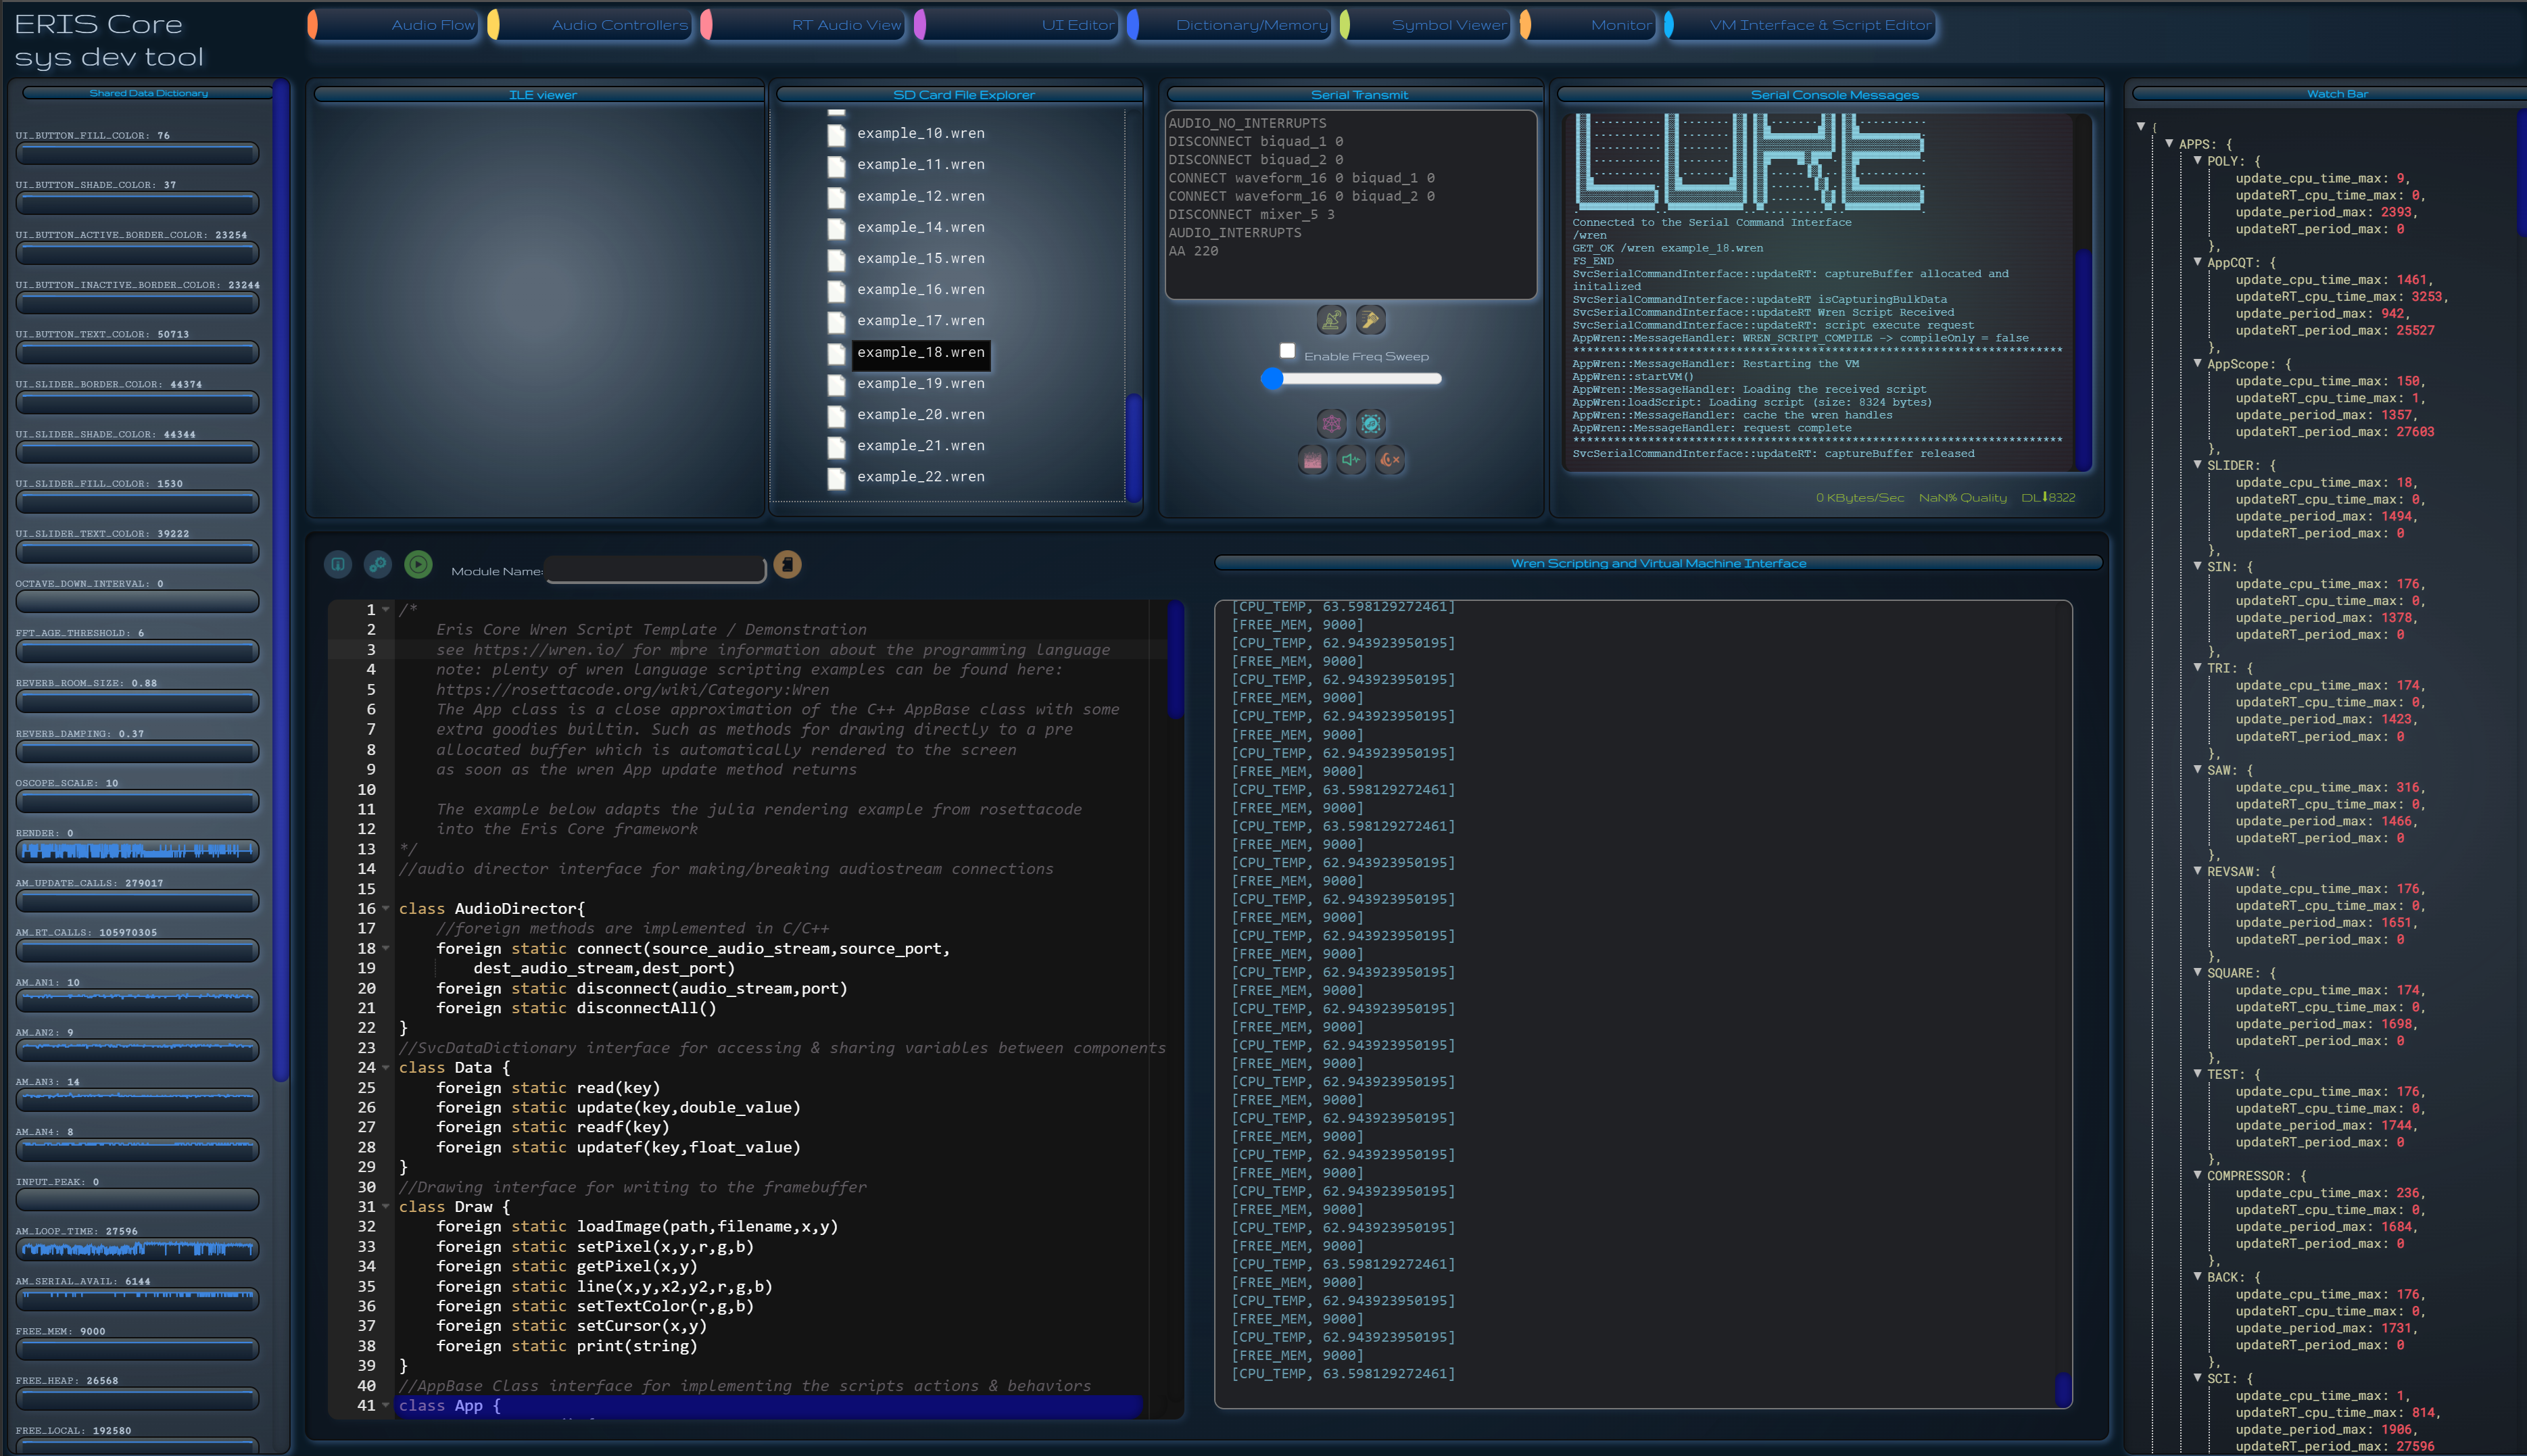 ERIS Core
sys dev tool
Audio Flow
Audio Controllers
RT Audio View
UI Editor
Dictionary/Memory
Symbol Viewer
Monitor
VM Interface & Script Editor
Shared Data Dictionary
UI_BUTTON_FILL_COLOR: 76
UI_BUTTON_SHADE_COLOR: 37
UI_BUTTON_ACTIVE_BORDER_COLOR: 23254
UI_BUTTON_INACTIVE_BORDER_COLOR: 23244
UI_BUTTON_TEXT_COLOR: 50713
UI_SLIDER_BORDER_COLOR: 44374
UI_SLIDER_SHADE_COLOR: 44344
UI_SLIDER_FILL_COLOR: 1530
UI_SLIDER_TEXT_COLOR: 39222
OCTAVE_DOWN_INTERVAL: 0
FFT_AGE_THRESHOLD: 6
REVERB_ROOM_SIZE: 0.88
REVERB_DAMPING: 0.37
OSCOPE_SCALE: 10
RENDER: 0
AM_UPDATE_CALLS: 279017
AM_RT_CALLS: 105970305
AM_AN1: 10
AM_AN2: 9
AM_AN3: 14
AM_AN4: 8
INPUT_PEAK: 0
AM_LOOP_TIME: 27596
AM_SERIAL_AVAIL: 6144
FREE_MEM: 9000
FREE_HEAP: 26568
FREE_LOCAL: 192580
ILE viewer
SD Card File Explorer
example_10.wren
example_11.wren
example_12.wren
example_14.wren
example_15.wren
example_16.wren
example_17.wren
example_18.wren
example_19.wren
example_20.wren
example_21.wren
example_22.wren
Serial Transmit
AUDIO_NO_INTERRUPTS
DISCONNECT biquad_1 0
DISCONNECT biquad_2 0
CONNECT waveform_16 0 biquad_1 0
CONNECT waveform_16 0 biquad_2 0
DISCONNECT mixer_5 3
AUDIO_INTERRUPTS
AA 220
Enable Freq Sweep
Serial Console Messages
Connected to the Serial Command Interface
/wren
GET_OK /wren example_18.wren
FS_END
SvcSerialCommandInterface::updateRT: captureBuffer allocated and
initalized
SvcSerialCommandInterface::updateRT isCapturingBulkData
SvcSerialCommandInterface::updateRT Wren Script Received
SvcSerialCommandInterface::updateRT: script execute request
AppWren::MessageHandler: WREN_SCRIPT_COMPILE -> compileOnly = false
************************************************************************
AppWren::MessageHandler: Restarting the VM
AppWren::startVM()
AppWren::MessageHandler: Loading the received script
AppWren:loadScript: Loading script (size: 8324 bytes)
AppWren::MessageHandler: cache the wren handles
AppWren::MessageHandler: request complete
************************************************************************
SvcSerialCommandInterface::updateRT: captureBuffer released
0 KBytes/Sec NaN% Quality DL⬇8322
Module Name:
1 /*
2 Eris Core Wren Script Template / Demonstration
3 see https://wren.io/ for more information about the programming language
4 note: plenty of wren language scripting examples can be found here:
5 https://rosettacode.org/wiki/Category:Wren
6 The App class is a close approximation of the C++ AppBase class with some
7 extra goodies builtin. Such as methods for drawing directly to a pre
8 allocated buffer which is automatically rendered to the screen
9 as soon as the wren App update method returns
10
11 The example below adapts the julia rendering example from rosettacode
12 into the Eris Core framework
13 */
14 //audio director interface for making/breaking audiostream connections
15
16 class AudioDirector{
17 //foreign methods are implemented in C/C++
18 foreign static connect(source_audio_stream,source_port,
19 dest_audio_stream,dest_port)
20 foreign static disconnect(audio_stream,port)
21 foreign static disconnectAll()
22 }
23 //SvcDataDictionary interface for accessing & sharing variables between components
24 class Data {
25 foreign static read(key)
26 foreign static update(key,double_value)
27 foreign static readf(key)
28 foreign static updatef(key,float_value)
29 }
30 //Drawing interface for writing to the framebuffer
31 class Draw {
32 foreign static loadImage(path,filename,x,y)
33 foreign static setPixel(x,y,r,g,b)
34 foreign static getPixel(x,y)
35 foreign static line(x,y,x2,y2,r,g,b)
36 foreign static setTextColor(r,g,b)
37 foreign static setCursor(x,y)
38 foreign static print(string)
39 }
40 //AppBase Class interface for implementing the scripts actions & behaviors
41 class App {
Wren Scripting and Virtual Machine Interface
[CPU_TEMP, 63.598129272461]
[FREE_MEM, 9000]
[CPU_TEMP, 62.943923950195]
[FREE_MEM, 9000]
[CPU_TEMP, 62.943923950195]
[FREE_MEM, 9000]
[CPU_TEMP, 62.943923950195]
[FREE_MEM, 9000]
[CPU_TEMP, 62.943923950195]
[FREE_MEM, 9000]
[CPU_TEMP, 63.598129272461]
[FREE_MEM, 9000]
[CPU_TEMP, 63.598129272461]
[FREE_MEM, 9000]
[CPU_TEMP, 62.943923950195]
[FREE_MEM, 9000]
[CPU_TEMP, 62.943923950195]
[FREE_MEM, 9000]
[CPU_TEMP, 62.943923950195]
[FREE_MEM, 9000]
[CPU_TEMP, 62.943923950195]
[FREE_MEM, 9000]
[CPU_TEMP, 62.943923950195]
[FREE_MEM, 9000]
[CPU_TEMP, 62.943923950195]
[FREE_MEM, 9000]
[CPU_TEMP, 62.943923950195]
[FREE_MEM, 9000]
[CPU_TEMP, 62.943923950195]
[FREE_MEM, 9000]
[CPU_TEMP, 62.943923950195]
[FREE_MEM, 9000]
[CPU_TEMP, 62.943923950195]
[FREE_MEM, 9000]
[CPU_TEMP, 62.943923950195]
[FREE_MEM, 9000]
[CPU_TEMP, 63.598129272461]
[FREE_MEM, 9000]
[CPU_TEMP, 62.943923950195]
[FREE_MEM, 9000]
[CPU_TEMP, 62.943923950195]
[FREE_MEM, 9000]
[CPU_TEMP, 63.598129272461]
Watch Bar
{
APPS: {
POLY: {
update_cpu_time_max: 9,
updateRT_cpu_time_max: 0,
update_period_max: 2393,
updateRT_period_max: 0
},
AppCQT: {
update_cpu_time_max: 1461,
updateRT_cpu_time_max: 3253,
update_period_max: 942,
updateRT_period_max: 25527
},
AppScope: {
update_cpu_time_max: 150,
updateRT_cpu_time_max: 1,
update_period_max: 1357,
updateRT_period_max: 27603
},
SLIDER: {
update_cpu_time_max: 18,
updateRT_cpu_time_max: 0,
update_period_max: 1494,
updateRT_period_max: 0
},
SIN: {
update_cpu_time_max: 176,
updateRT_cpu_time_max: 0,
update_period_max: 1378,
updateRT_period_max: 0
},
TRI: {
update_cpu_time_max: 174,
updateRT_cpu_time_max: 0,
update_period_max: 1423,
updateRT_period_max: 0
},
SAW: {
update_cpu_time_max: 316,
updateRT_cpu_time_max: 0,
update_period_max: 1466,
updateRT_period_max: 0
},
REVSAW: {
update_cpu_time_max: 176,
updateRT_cpu_time_max: 0,
update_period_max: 1651,
updateRT_period_max: 0
},
SQUARE: {
update_cpu_time_max: 174,
updateRT_cpu_time_max: 0,
update_period_max: 1698,
updateRT_period_max: 0
},
TEST: {
update_cpu_time_max: 176,
updateRT_cpu_time_max: 0,
update_period_max: 1744,
updateRT_period_max: 0
},
COMPRESSOR: {
update_cpu_time_max: 236,
updateRT_cpu_time_max: 0,
update_period_max: 1684,
updateRT_period_max: 0
},
BACK: {
update_cpu_time_max: 176,
updateRT_cpu_time_max: 0,
update_period_max: 1731,
updateRT_period_max: 0
},
SCI: {
update_cpu_time_max: 1,
updateRT_cpu_time_max: 814,
update_period_max: 1906,
updateRT_period_max: 27596